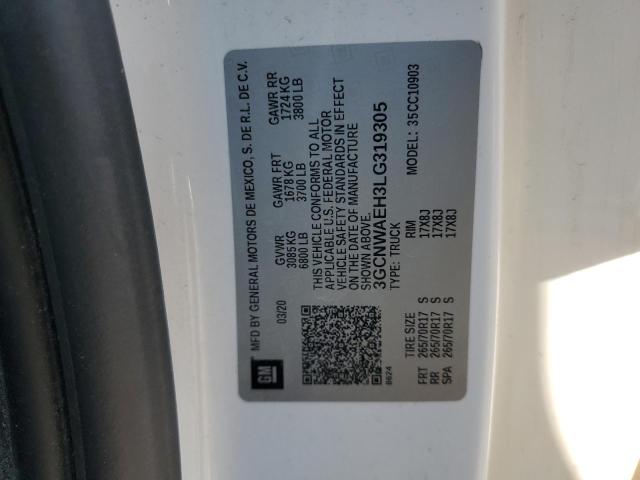 MFD BY GENERAL MOTORS DE MEXICO, S. DE R.L. DE C.V.
03/20 GVWR GAWR FRT GAWR RR
3085 KG 1678 KG 1724 KG
6800 LB 3700 LB 3800 LB
THIS VEHICLE CONFORMS TO ALL
APPLICABLE U.S. FEDERAL MOTOR
VEHICLE SAFETY STANDARDS IN EFFECT
ON THE DATE OF MANUFACTURE
SHOWN ABOVE.
3GCNWAEH3LG319305
TYPE: TRUCK MODEL: 35CC10903
GM
8624
TIRE SIZE RIM
FRT 265/70R17 S 17X8J
RR 265/70R17 S 17X8J
SPA 265/70R17 S 17X8J